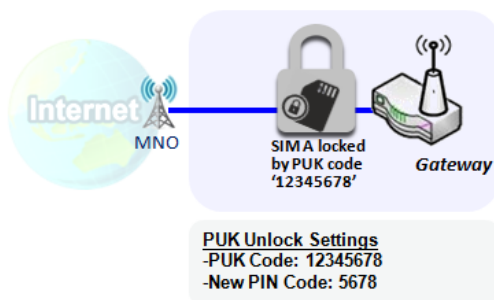 Internet
MNO
SIM A locked
by PUK code
'12345678'
Gateway
PUK Unlock Settings
-PUK Code: 12345678
-New PIN Code: 5678